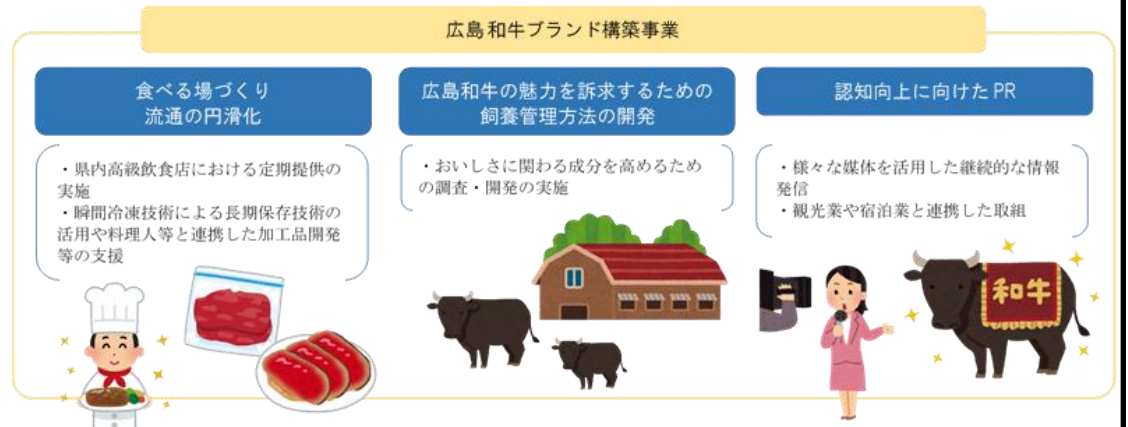 広島和牛ブランド構築事業
食べる場づくり
流通の円滑化
・県内高級飲食店における定期提供の
実施
・瞬間冷凍技術による長期保存技術の
活用や料理人等と連携した加工品開発
等の支援
広島和牛の魅力を訴求するための
飼養管理方法の開発
・おいしさに関わる成分を高めるため
の調査・開発の実施
認知向上に向けたPR
・様々な媒体を活用した継続的な情報
発信
・観光業や宿泊業と連携した取組
和牛